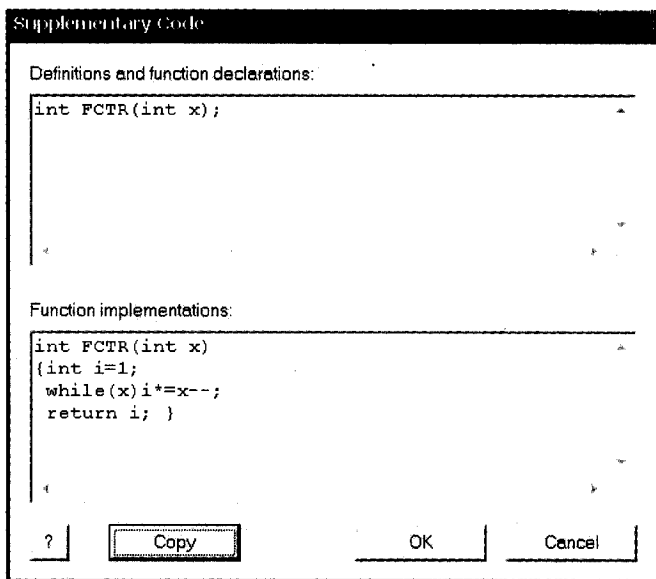 Supplementary Code
Definitions and function declarations:
int FCTR(int x);
Function implementations:
int FCTR(int x)
{int i=1;
while(x)i*=x--;
return i; }
? Copy OK Cancel